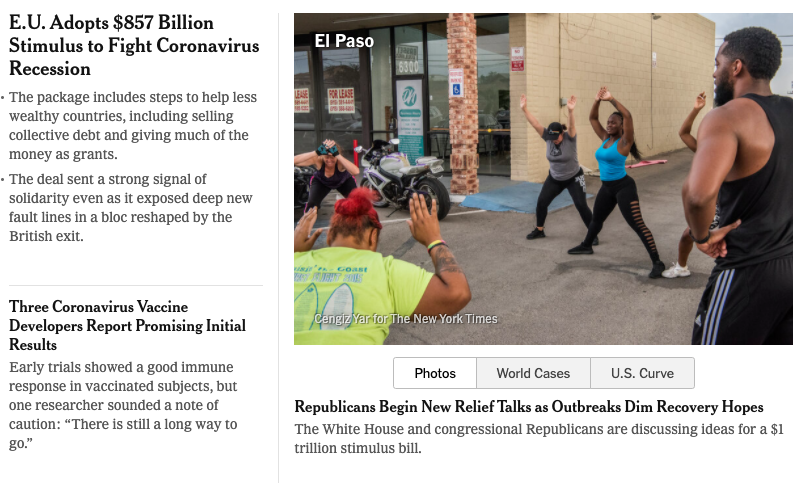 E.U. Adopts $857 Billion
Stimulus to Fight Coronavirus
Recession
• The package includes steps to help less
wealthy countries, including selling
collective debt and giving much of the
money as grants.
• The deal sent a strong signal of
solidarity even as it exposed deep new
fault lines in a bloc reshaped by the
British exit.
Three Coronavirus Vaccine
Developers Report Promising Initial
Results
Early trials showed a good immune
response in vaccinated subjects, but
one researcher sounded a note of
caution: “There is still a long way to
go.”
El Paso
6300
FOR LEASE
Cengiz Yar for The New York Times
Photos
World Cases
U.S. Curve
Republicans Begin New Relief Talks as Outbreaks Dim Recovery Hopes
The White House and congressional Republicans are discussing ideas for a $1
trillion stimulus bill.